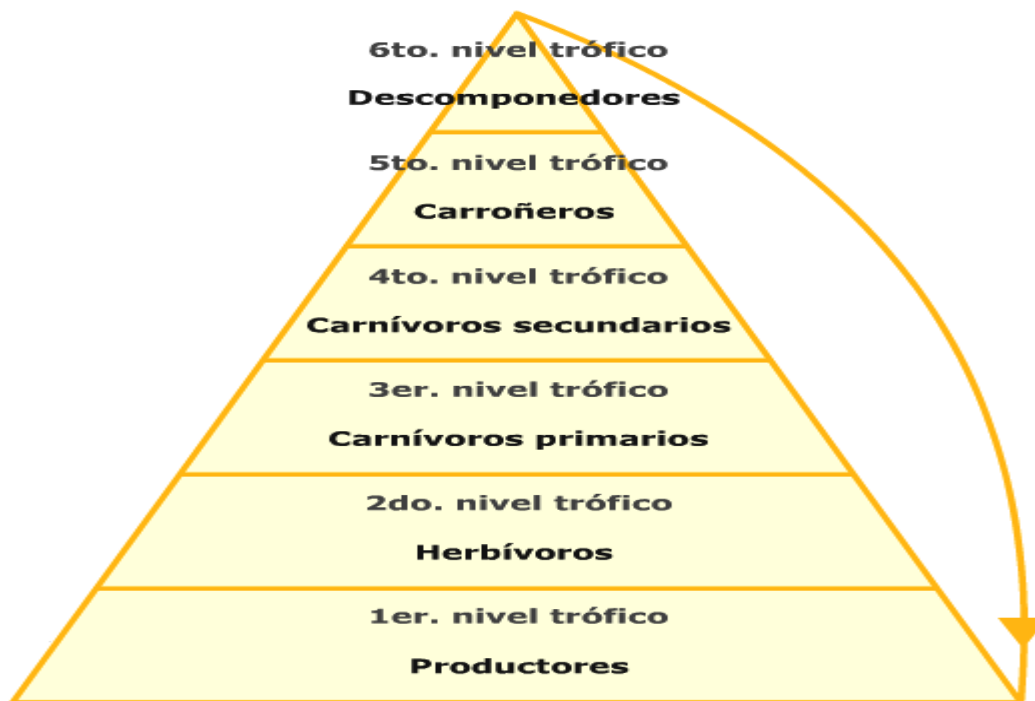 6to. nivel trófico
Descomponedores
5to. nivel trófico
Carroñeros
4to. nivel trófico
Carnívoros secundarios
3er. nivel trófico
Carnívoros primarios
2do. nivel trófico
Herbívoros
1er. nivel trófico
Productores